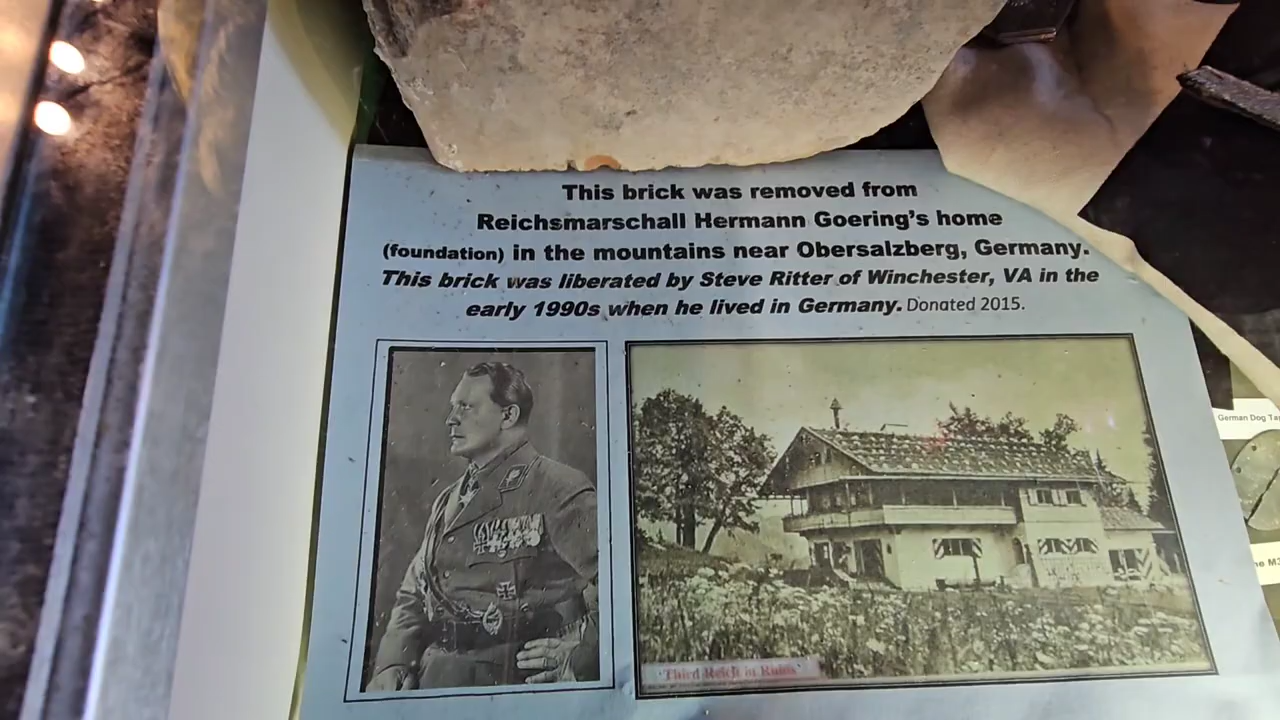 This brick was removed from
Reichsmarschall Hermann Goering's home
(foundation) in the mountains near Obersalzberg, Germany.
This brick was liberated by Steve Ritter of Winchester, VA in the
early 1990s when he lived in Germany. Donated 2015.
"Third Reich in Ruins"
German Dog Ta
M3